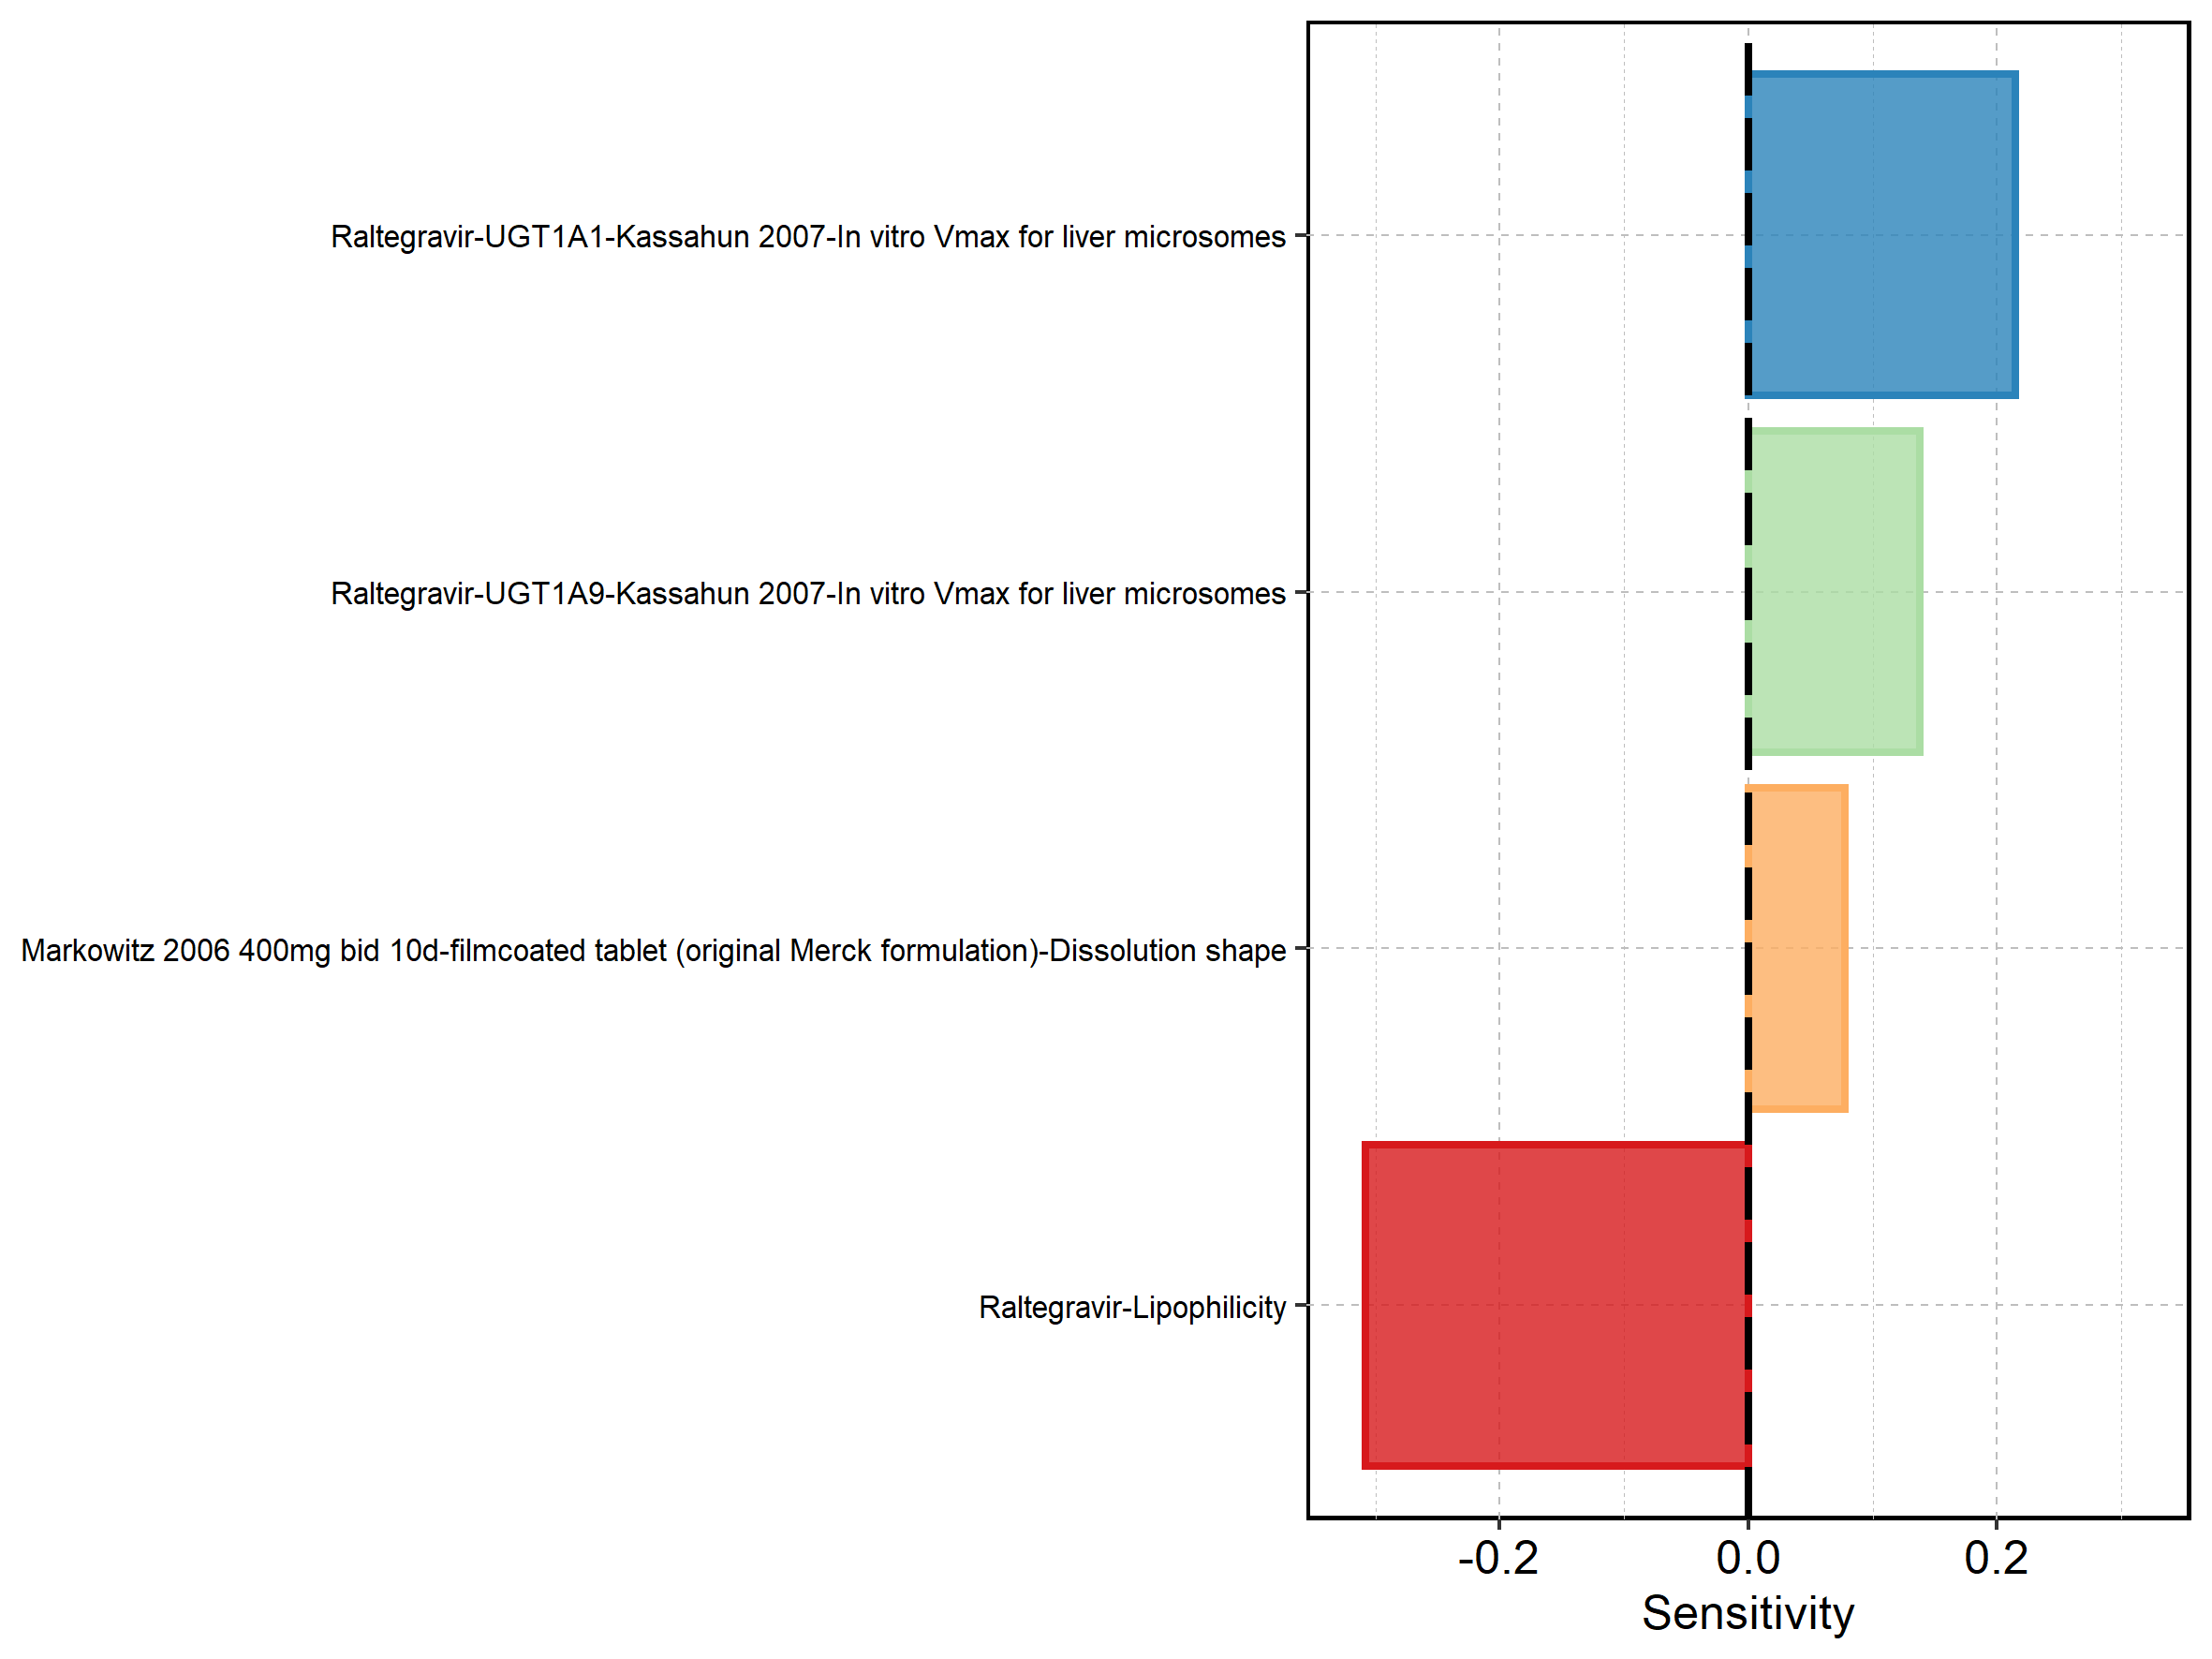 Raltegravir-UGT1A1-Kassahun 2007-In vitro Vmax for liver microsomes
Raltegravir-UGT1A9-Kassahun 2007-In vitro Vmax for liver microsomes
Markowitz 2006 400mg bid 10d-filmcoated tablet (original Merck formulation)-Dissolution shape
Raltegravir-Lipophilicity
-0.2 0.0 0.2
Sensitivity